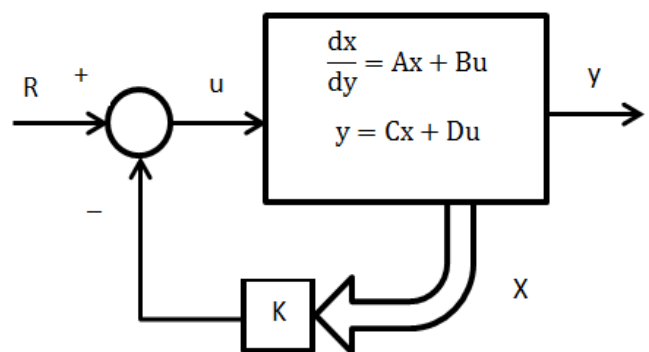 R
+
−
u
dx/dy = Ax + Bu
y = Cx + Du
y
K
X